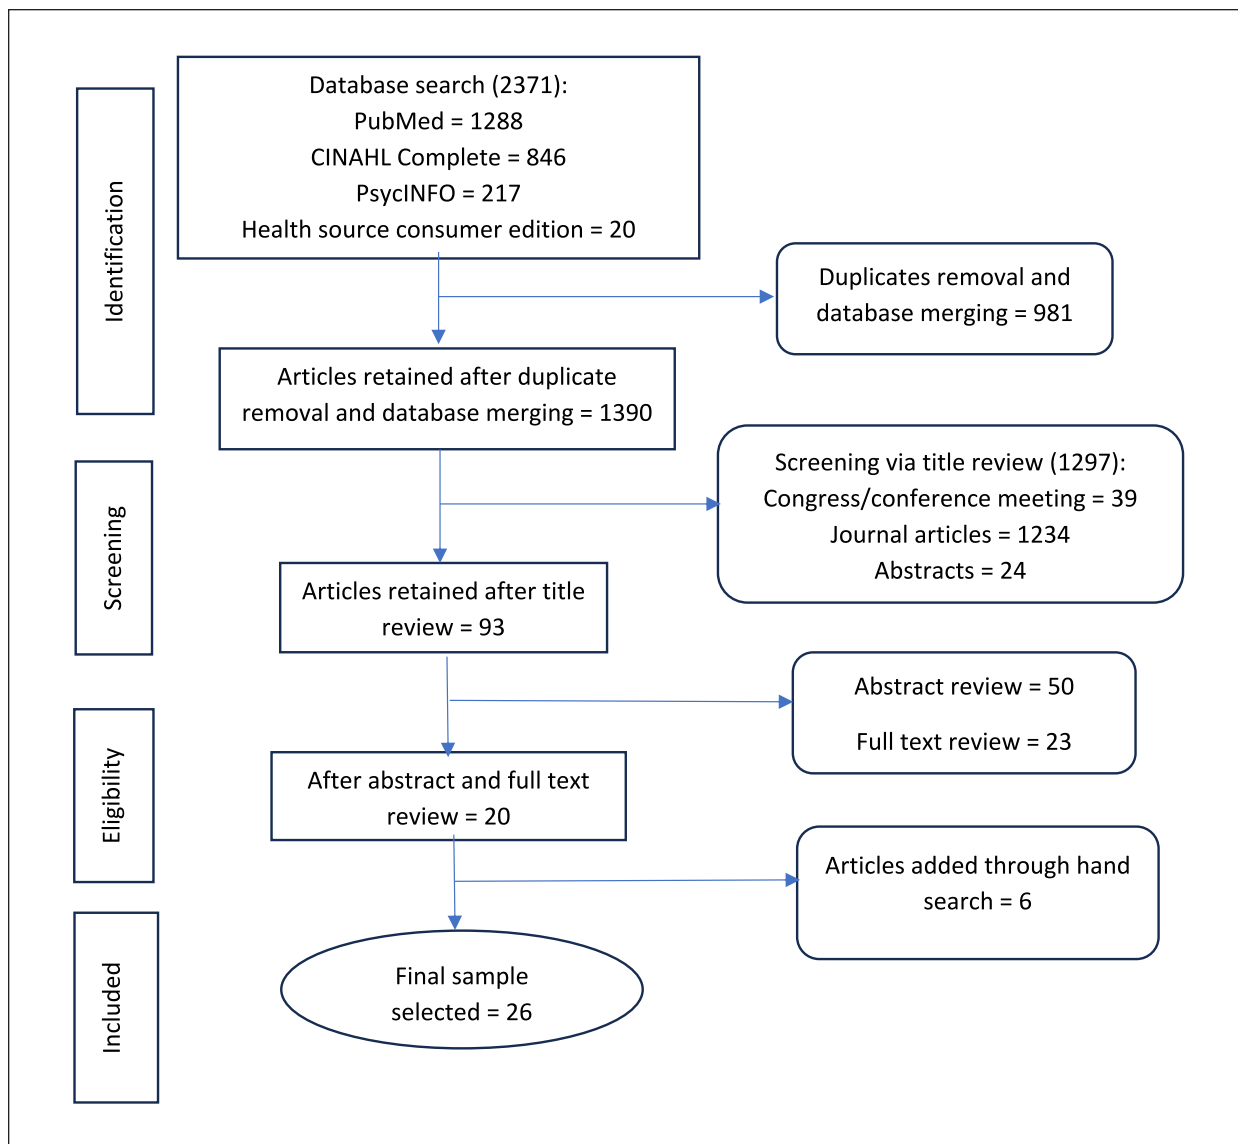 Identification
Database search (2371):
PubMed = 1288
CINAHL Complete = 846
PsycINFO = 217
Health source consumer edition = 20
Duplicates removal and
database merging = 981
Articles retained after duplicate
removal and database merging = 1390
Screening
Screening via title review (1297):
Congress/conference meeting = 39
Journal articles = 1234
Abstracts = 24
Articles retained after title
review = 93
Eligibility
Abstract review = 50
Full text review = 23
After abstract and full text
review = 20
Articles added through hand
search = 6
Included
Final sample
selected = 26